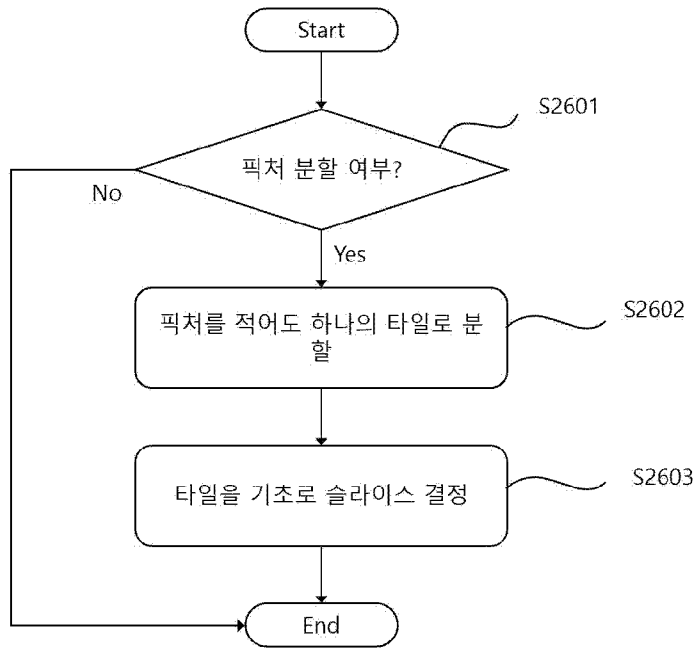 Start
S2601
픽처 분할 여부?
No
Yes
픽처를 적어도 하나의 타일로 분
할
S2602
타일을 기초로 슬라이스 결정
S2603
End